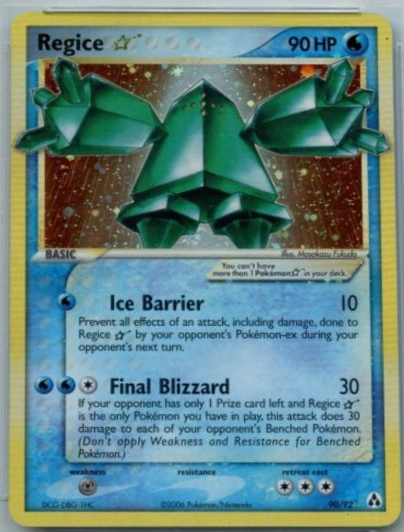 Regice ☆ 90 HP
BASIC
Illus. Masakazu Fukuda
You can't have
more than 1 Pokémon ☆ in your deck.
Ice Barrier 10
Prevent all effects of an attack, including damage, done to
Regice ☆ by your opponent's Pokémon-ex during your
opponent's next turn.
Final Blizzard 30
If your opponent has only 1 Prize card left and Regice ☆
is the only Pokémon you have in play, this attack does 30
damage to each of your opponent's Benched Pokémon.
(Don't apply Weakness and Resistance for Benched
Pokémon.)
weakness resistance retreat cost
©2006 Pokémon/Nintendo 90/92